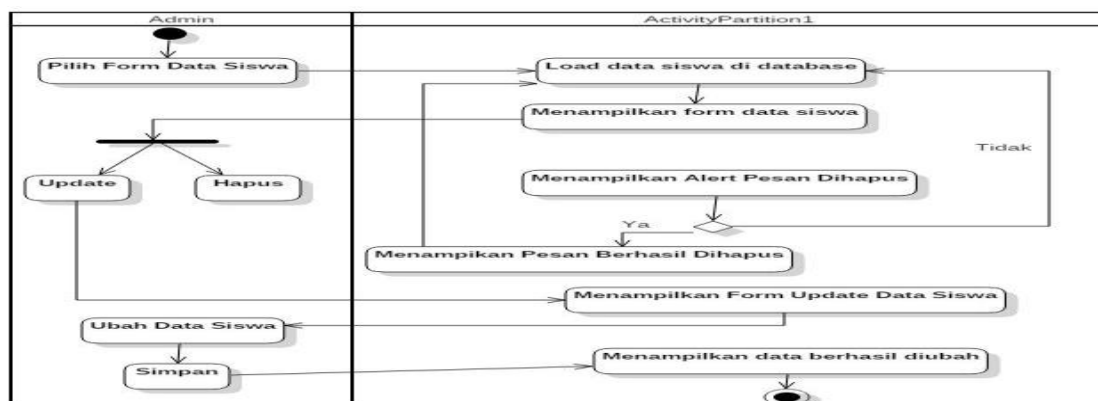 Admin
ActivityPartition1
Pilih Form Data Siswa
Load data siswa di database
Menampilkan form data siswa
Tidak
Update
Hapus
Menampilkan Alert Pesan Dihapus
Ya
Menampikan Pesan Berhasil Dihapus
Menampilkan Form Update Data Siswa
Ubah Data Siswa
Simpan
Menampilkan data berhasil diubah